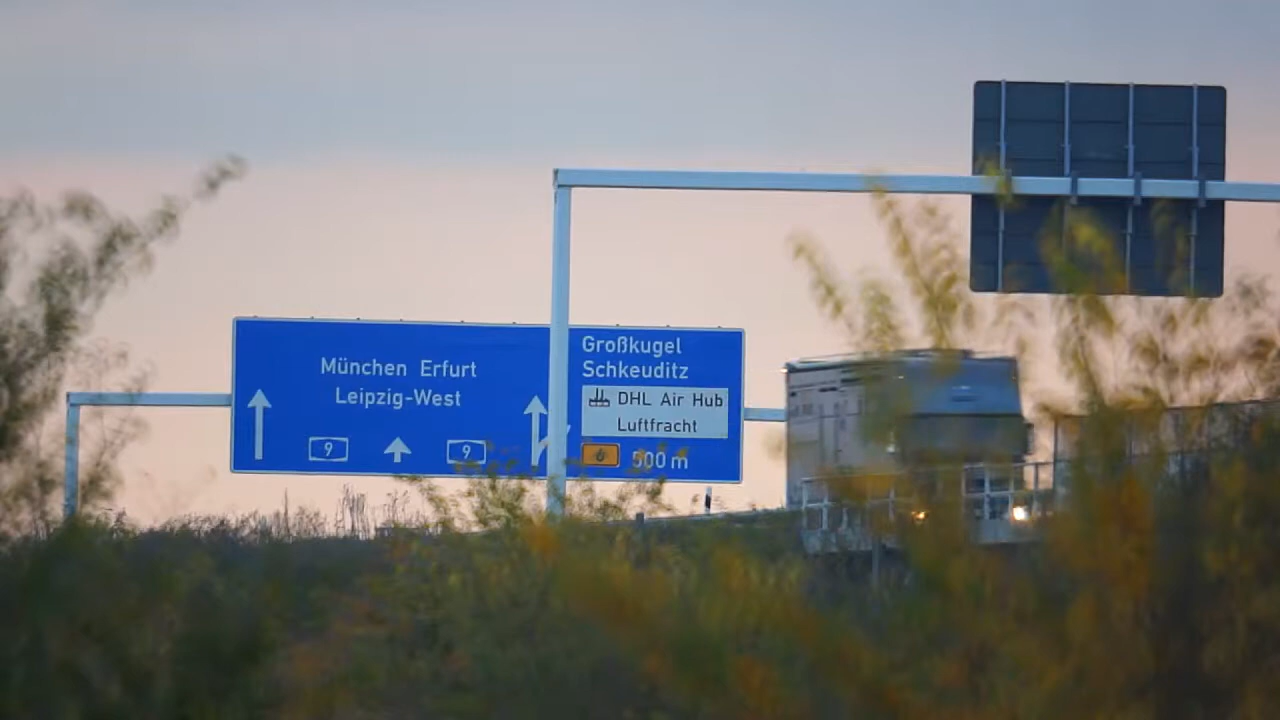 München Erfurt
Leipzig-West
9
9
Großkugel
Schkeuditz
DHL Air Hub
Luftfracht
6
500 m